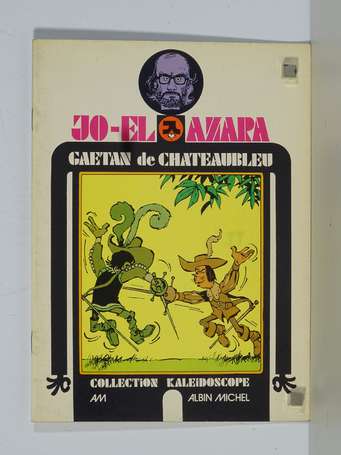 JO-EL AZARA
GAETAN de CHATEAUBLEU
COLLECTION KALEIDOSCOPE
AM ALBIN MICHEL